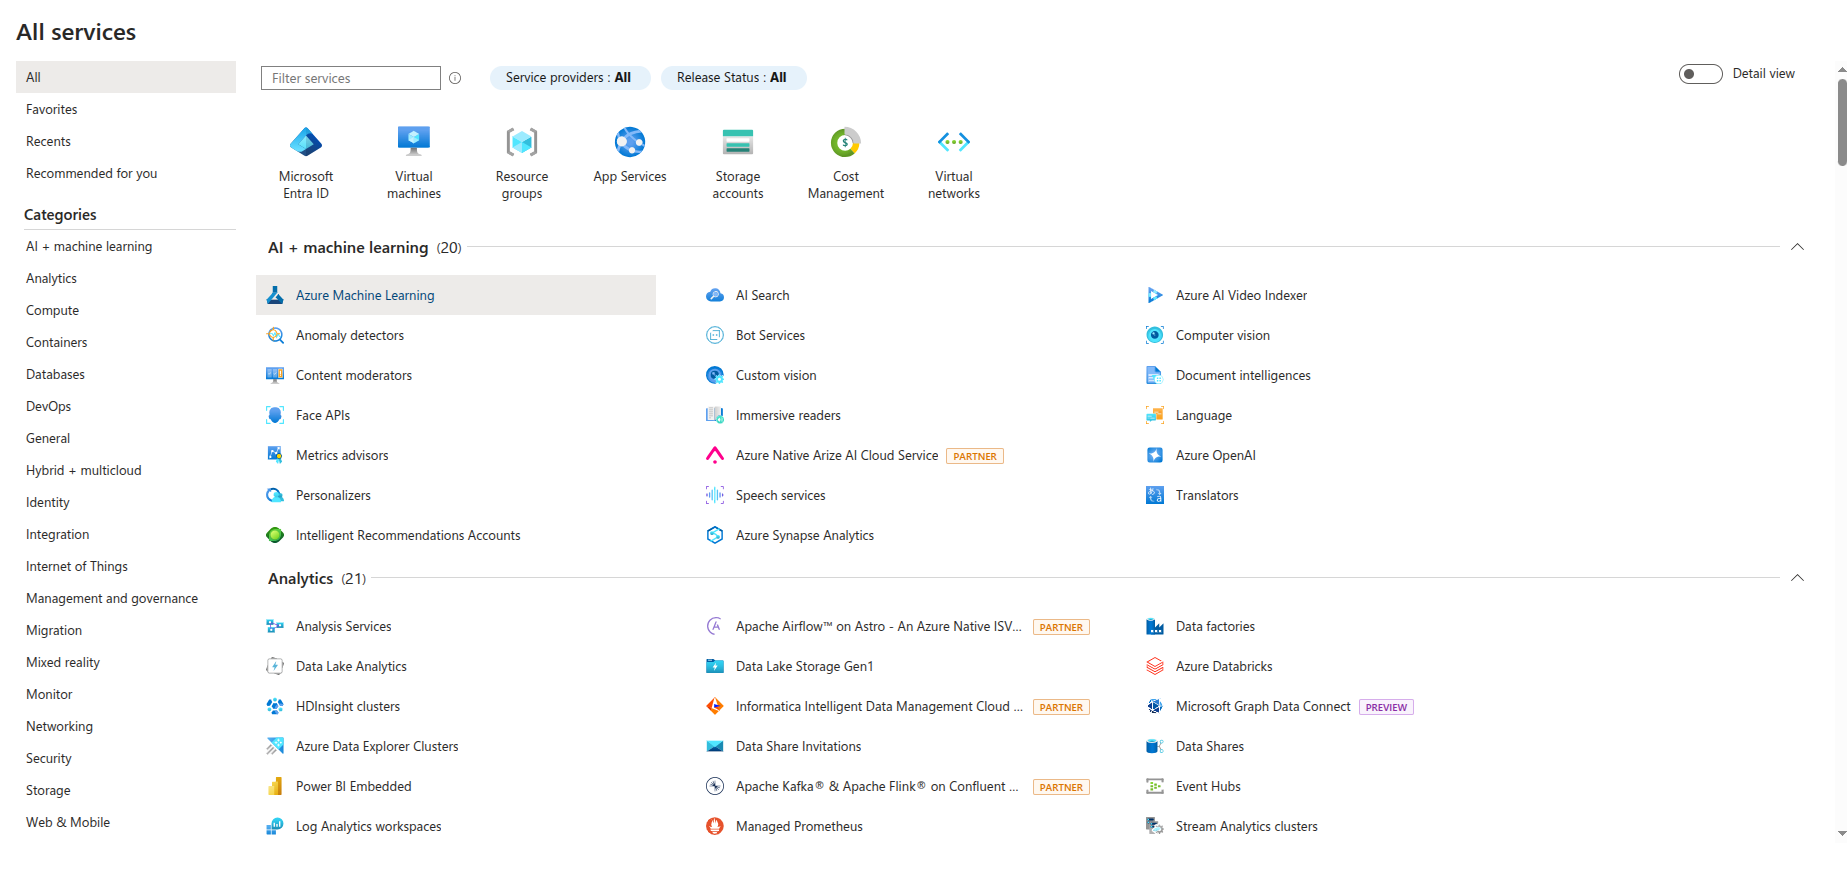 All services
All
Favorites
Recents
Recommended for you
Categories
AI + machine learning
Analytics
Compute
Containers
Databases
DevOps
General
Hybrid + multicloud
Identity
Integration
Internet of Things
Management and governance
Migration
Mixed reality
Monitor
Networking
Security
Storage
Web & Mobile
Filter services
Service providers : All
Release Status : All
Detail view
Microsoft
Entra ID
Virtual
machines
Resource
groups
App Services
Storage
accounts
Cost
Management
Virtual
networks
AI + machine learning (20)
Azure Machine Learning
AI Search
Azure AI Video Indexer
Anomaly detectors
Bot Services
Computer vision
Content moderators
Custom vision
Document intelligences
Face APIs
Immersive readers
Language
Metrics advisors
Azure Native Arize AI Cloud Service PARTNER
Azure OpenAI
Personalizers
Speech services
Translators
Intelligent Recommendations Accounts
Azure Synapse Analytics
Analytics (21)
Analysis Services
Apache Airflow™ on Astro - An Azure Native ISV... PARTNER
Data factories
Data Lake Analytics
Data Lake Storage Gen1
Azure Databricks
HDInsight clusters
Informatica Intelligent Data Management Cloud ... PARTNER
Microsoft Graph Data Connect PREVIEW
Azure Data Explorer Clusters
Data Share Invitations
Data Shares
Power BI Embedded
Apache Kafka® & Apache Flink® on Confluent ... PARTNER
Event Hubs
Log Analytics workspaces
Managed Prometheus
Stream Analytics clusters